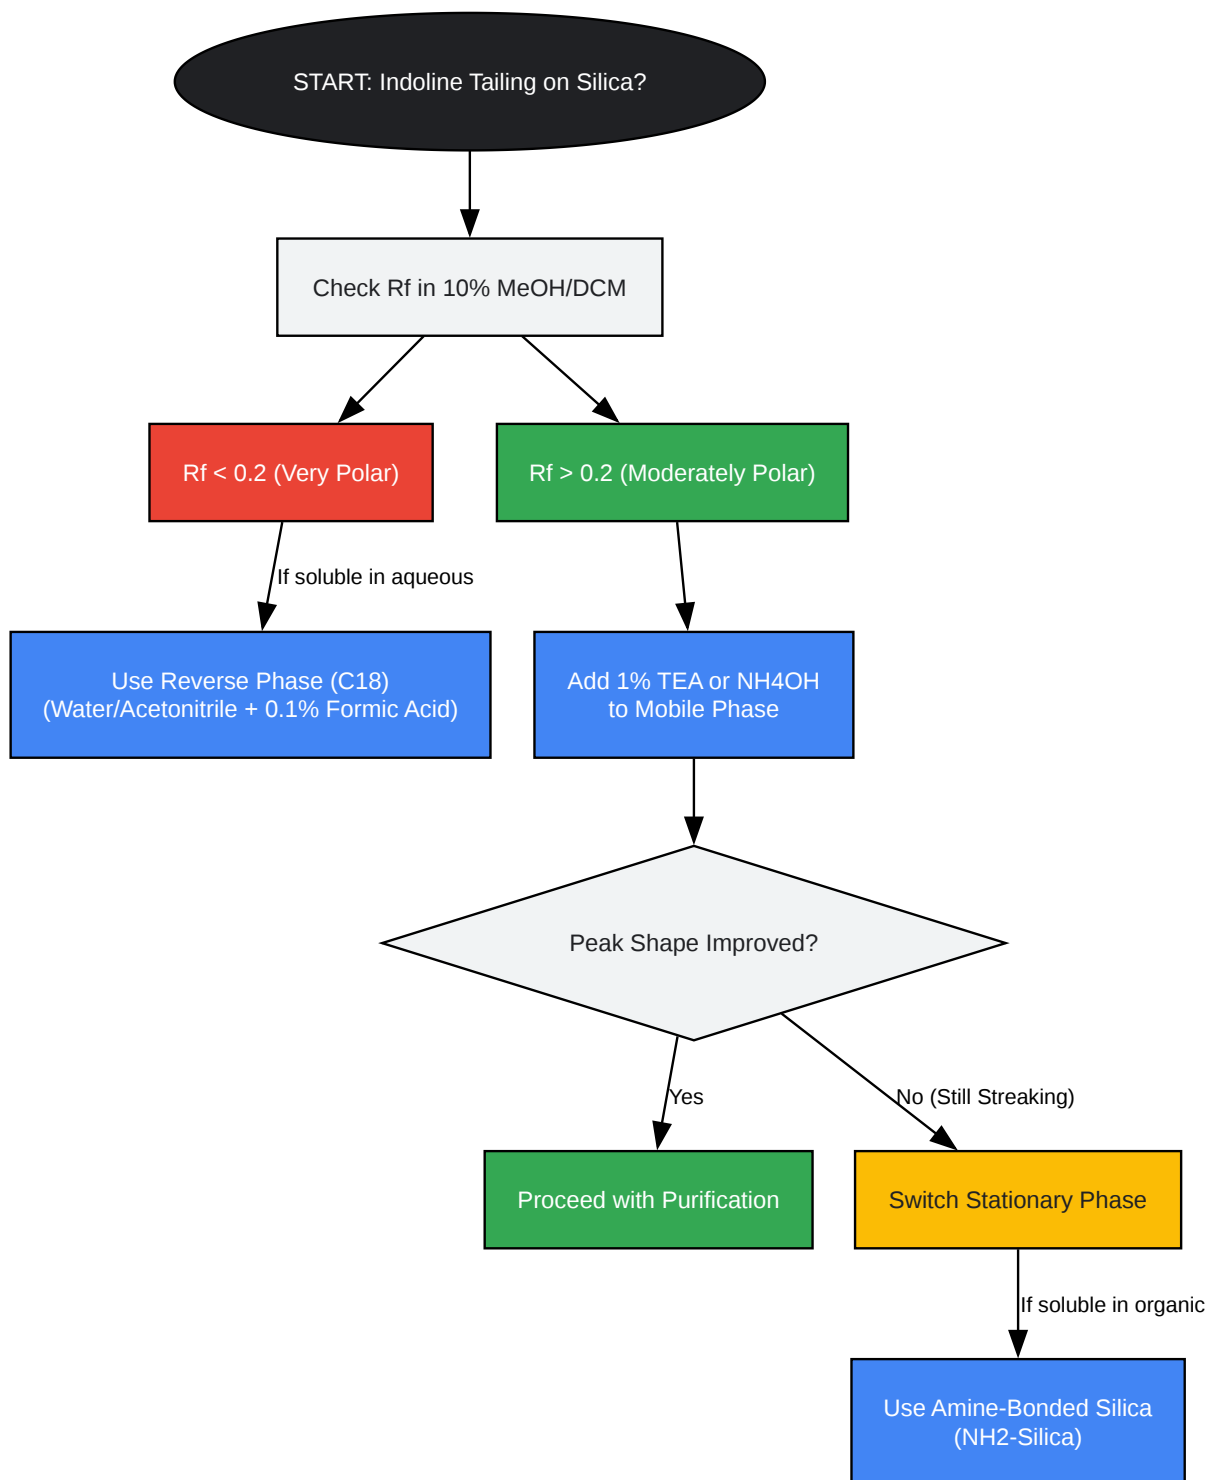 START: Indoline Tailing on Silica?
Check Rf in 10% MeOH/DCM
Rf < 0.2 (Very Polar)
Rf > 0.2 (Moderately Polar)
If soluble in aqueous
Use Reverse Phase (C18)
(Water/Acetonitrile + 0.1% Formic Acid)
Add 1% TEA or NH4OH
to Mobile Phase
Peak Shape Improved?
Yes
No (Still Streaking)
Proceed with Purification
Switch Stationary Phase
If soluble in organic
Use Amine-Bonded Silica
(NH2-Silica)